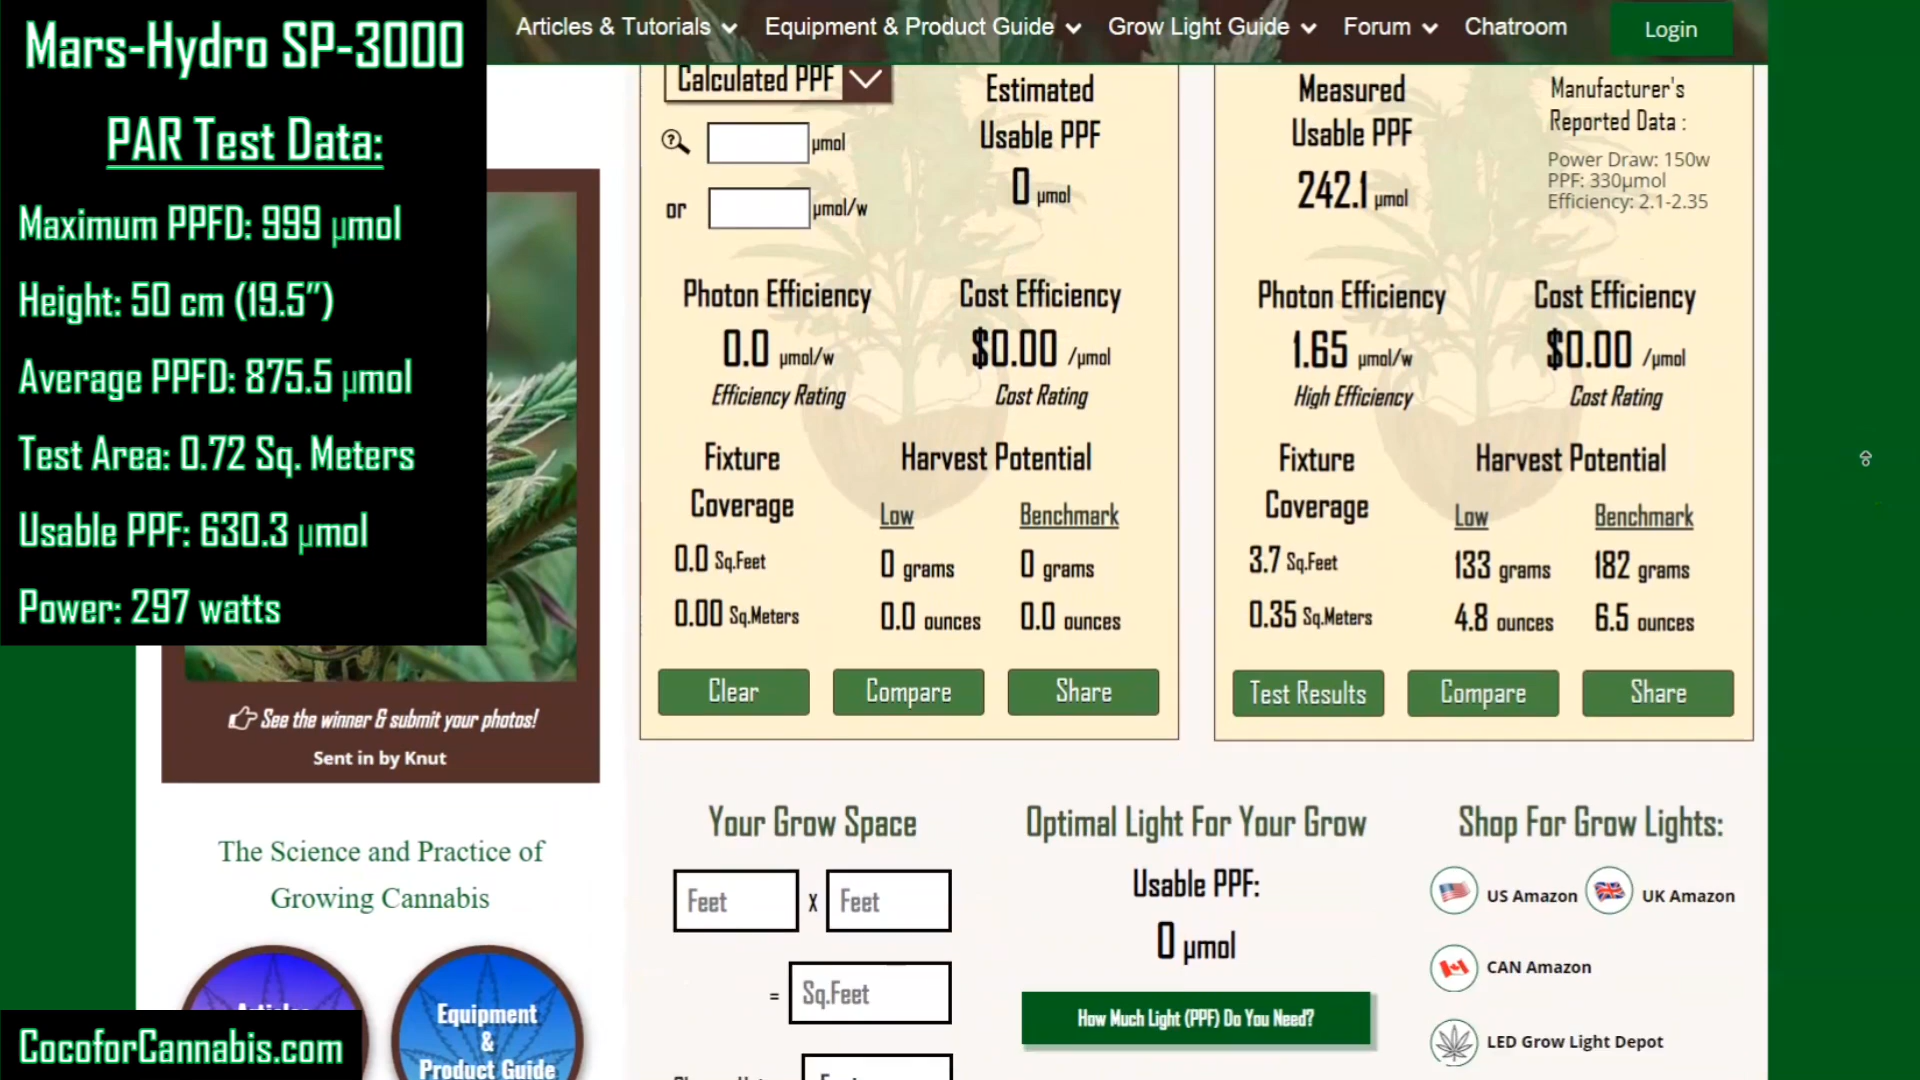 Mars-Hydro SP-3000
PAR Test Data:
Maximum PPFD: 999 µmol
Height: 50 cm (19.5”)
Average PPFD: 875.5 µmol
Test Area: 0.72 Sq. Meters
Usable PPF: 630.3 µmol
Power: 297 watts
Articles & Tutorials
Equipment & Product Guide
Grow Light Guide
Forum
Chatroom
Login
Calculated PPF
µmol
or
µmol/w
Estimated
Usable PPF
0 µmol
Photon Efficiency
0.0 µmol/w
Efficiency Rating
Cost Efficiency
$0.00 /µmol
Cost Rating
Fixture
Coverage
0.0 Sq.Feet
0.00 Sq.Meters
Harvest Potential
Low
Benchmark
0 grams
0 grams
0.0 ounces
0.0 ounces
Clear
Compare
Share
Measured
Usable PPF
242.1 µmol
Manufacturer's
Reported Data :
Power Draw: 150w
PPF: 330µmol
Efficiency: 2.1-2.35
Photon Efficiency
1.65 µmol/w
High Efficiency
Cost Efficiency
$0.00 /µmol
Cost Rating
Fixture
Coverage
3.7 Sq.Feet
0.35 Sq.Meters
Harvest Potential
Low
Benchmark
133 grams
182 grams
4.8 ounces
6.5 ounces
Test Results
Compare
Share
See the winner & submit your photos!
Sent in by Knut
The Science and Practice of
Growing Cannabis
Equipment
&
Product Guide
CocoforCannabis.com
Your Grow Space
Feet x Feet
= Sq.Feet
Optimal Light For Your Grow
Usable PPF:
0 µmol
How Much Light (PPF) Do You Need?
Shop For Grow Lights:
US Amazon
UK Amazon
CAN Amazon
LED Grow Light Depot